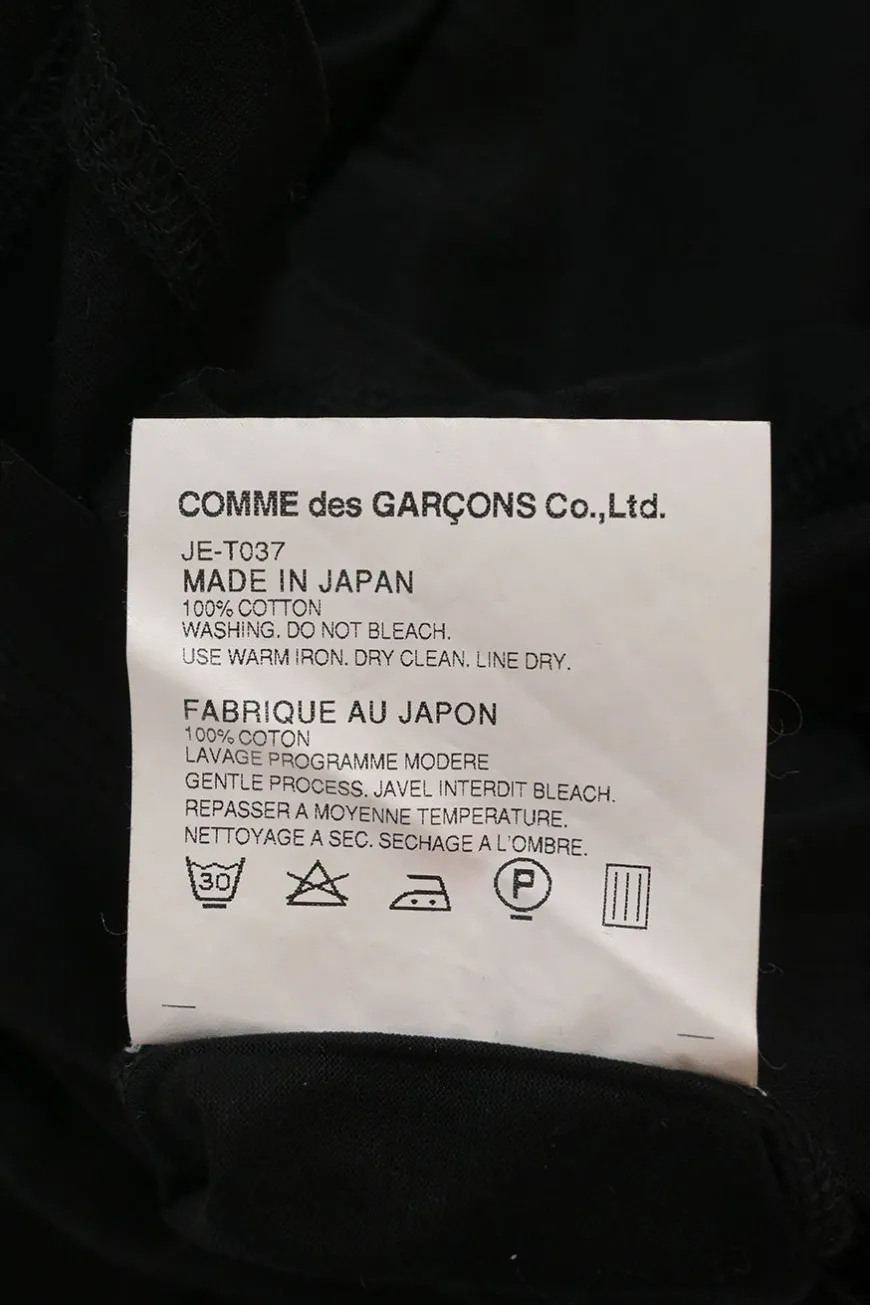 COMME des GARÇONS Co.,Ltd.
JE-T037
MADE IN JAPAN
100% COTTON
WASHING. DO NOT BLEACH.
USE WARM IRON. DRY CLEAN. LINE DRY.
FABRIQUE AU JAPON
100% COTON
LAVAGE PROGRAMME MODERE
GENTLE PROCESS. JAVEL INTERDIT BLEACH.
REPASSER A MOYENNE TEMPERATURE.
NETTOYAGE A SEC. SECHAGE A L'OMBRE.
30 P